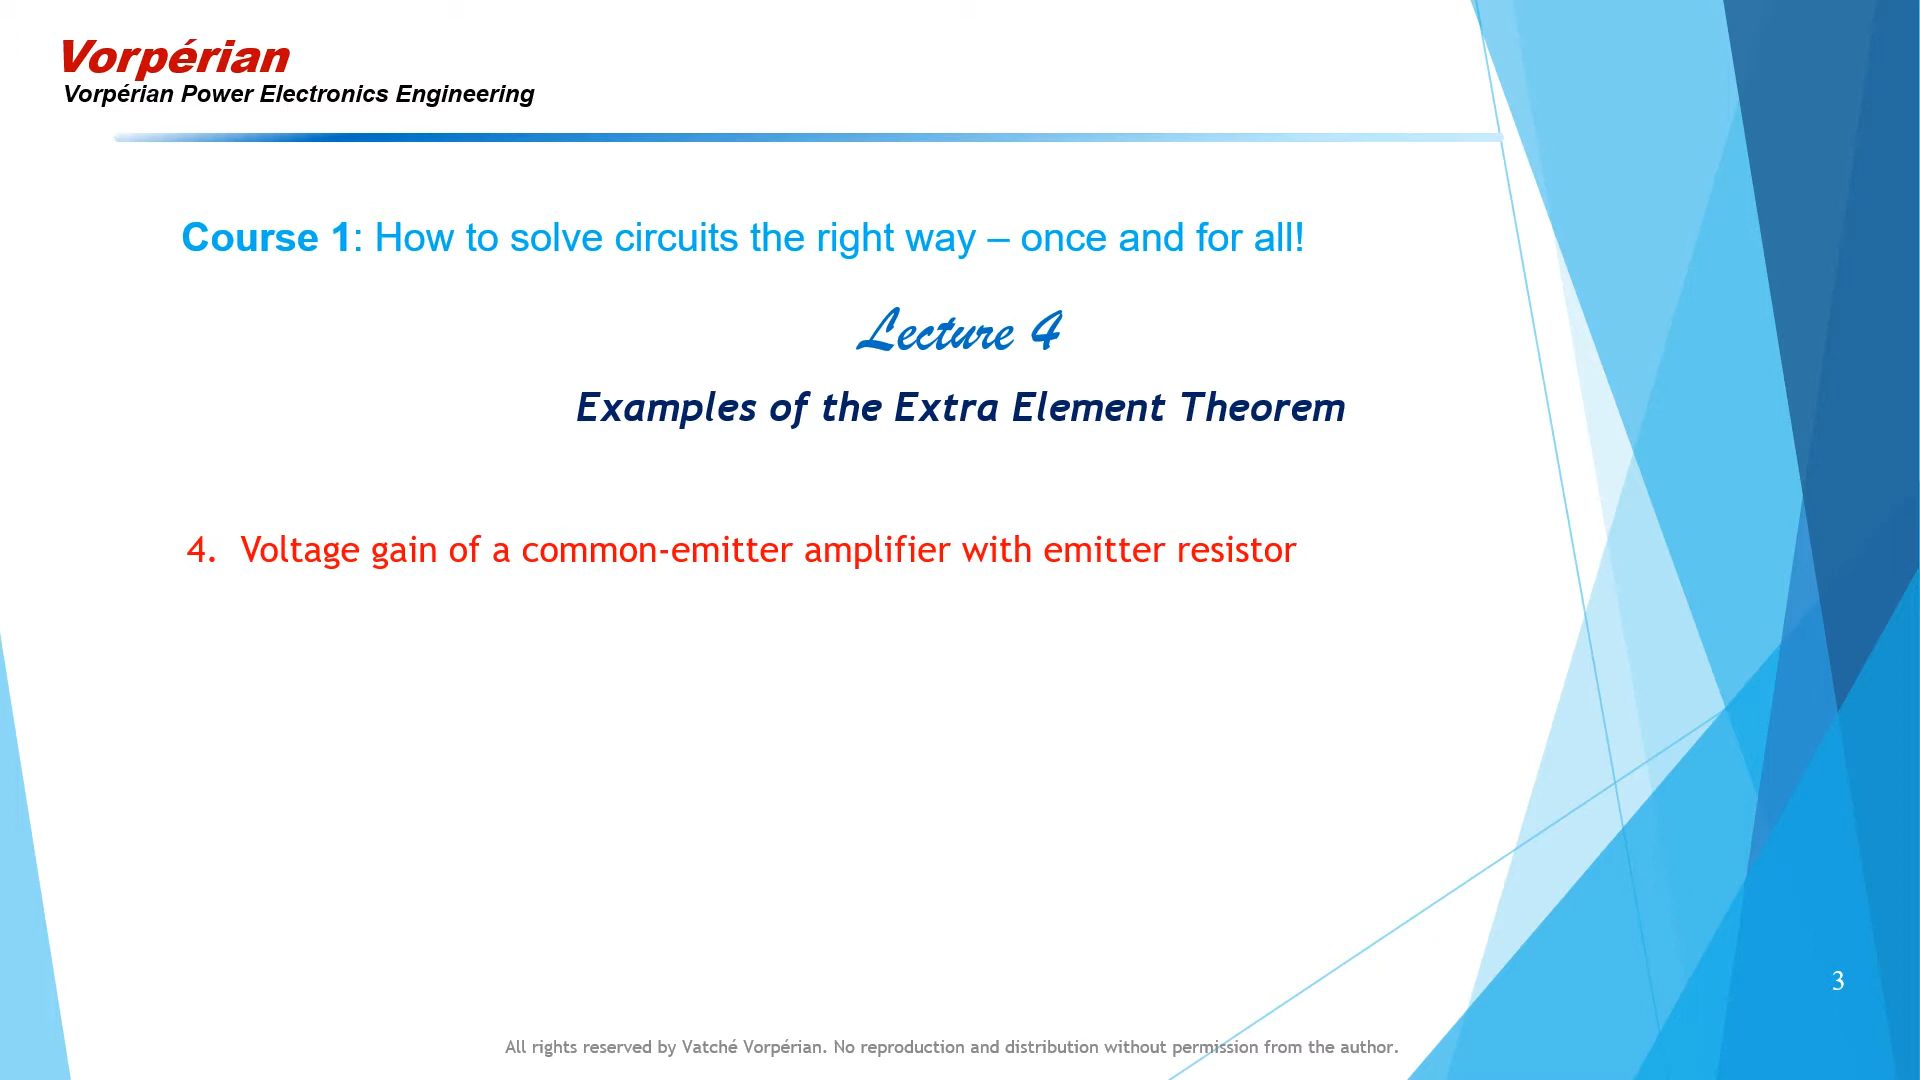 Vorpérian
Vorpérian Power Electronics Engineering
Course 1: How to solve circuits the right way – once and for all!
Lecture 4
Examples of the Extra Element Theorem
4. Voltage gain of a common-emitter amplifier with emitter resistor
3
All rights reserved by Vatché Vorpérian. No reproduction and distribution without permission from the author.